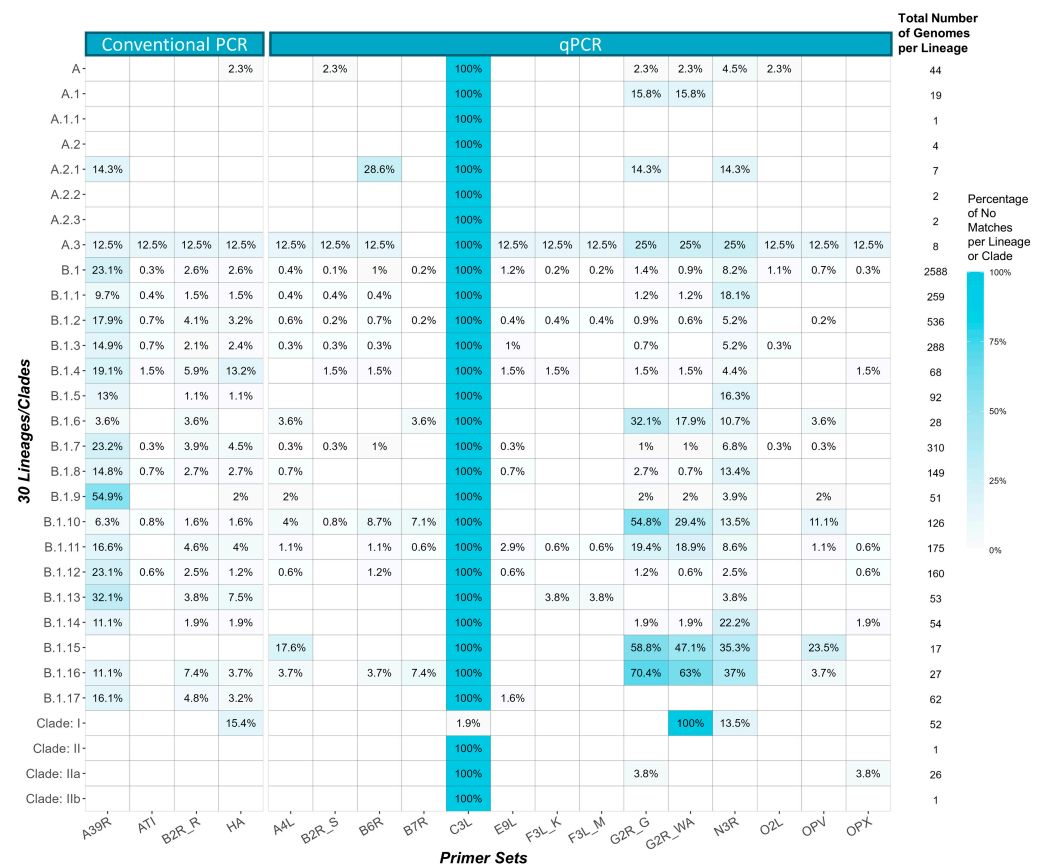 Total Number
of Genomes
per Lineage
Conventional PCR
qPCR
A 2.3% 2.3% 100% 2.3% 2.3% 4.5% 2.3% 44
A.1 100% 15.8% 15.8% 19
A.1.1 100% 1
A.2 100% 4
A.2.1 14.3% 28.6% 100% 14.3% 14.3% 7
A.2.2 100% 2
A.2.3 100% 2
A.3 12.5% 12.5% 12.5% 12.5% 12.5% 12.5% 12.5% 100% 12.5% 12.5% 12.5% 25% 25% 25% 12.5% 12.5% 12.5% 8
B.1 23.1% 0.3% 2.6% 2.6% 0.4% 0.1% 1% 0.2% 100% 1.2% 0.2% 0.2% 1.4% 0.9% 8.2% 1.1% 0.7% 0.3% 2588
B.1.1 9.7% 0.4% 1.5% 1.5% 0.4% 0.4% 0.4% 100% 1.2% 1.2% 18.1% 259
B.1.2 17.9% 0.7% 4.1% 3.2% 0.6% 0.2% 0.7% 0.2% 100% 0.4% 0.4% 0.4% 0.9% 0.6% 5.2% 0.2% 536
B.1.3 14.9% 0.7% 2.1% 2.4% 0.3% 0.3% 0.3% 100% 1% 0.7% 5.2% 0.3% 288
B.1.4 19.1% 1.5% 5.9% 13.2% 1.5% 1.5% 100% 1.5% 1.5% 1.5% 1.5% 4.4% 1.5% 68
B.1.5 13% 1.1% 1.1% 100% 16.3% 92
B.1.6 3.6% 3.6% 3.6% 3.6% 100% 32.1% 17.9% 10.7% 3.6% 28
B.1.7 23.2% 0.3% 3.9% 4.5% 0.3% 0.3% 1% 100% 0.3% 1% 1% 6.8% 0.3% 0.3% 310
B.1.8 14.8% 0.7% 2.7% 2.7% 0.7% 100% 0.7% 2.7% 0.7% 13.4% 149
B.1.9 54.9% 2% 2% 100% 2% 2% 3.9% 2% 51
B.1.10 6.3% 0.8% 1.6% 1.6% 4% 0.8% 8.7% 7.1% 100% 54.8% 29.4% 13.5% 11.1% 126
B.1.11 16.6% 4.6% 4% 1.1% 1.1% 0.6% 100% 2.9% 0.6% 0.6% 19.4% 18.9% 8.6% 1.1% 0.6% 175
B.1.12 23.1% 0.6% 2.5% 1.2% 0.6% 1.2% 100% 0.6% 1.2% 0.6% 2.5% 0.6% 160
B.1.13 32.1% 3.8% 7.5% 100% 3.8% 3.8% 3.8% 53
B.1.14 11.1% 1.9% 1.9% 100% 1.9% 1.9% 22.2% 1.9% 54
B.1.15 17.6% 100% 58.8% 47.1% 35.3% 23.5% 17
B.1.16 11.1% 7.4% 3.7% 3.7% 3.7% 7.4% 100% 70.4% 63% 37% 3.7% 27
B.1.17 16.1% 4.8% 3.2% 100% 1.6% 62
Clade: I 15.4% 1.9% 100% 13.5% 52
Clade: II 100% 1
Clade: IIa 100% 3.8% 3.8% 26
Clade: IIb 100% 1
A39R ATI B2R_R HA A4L B2R_S B6R B7R C3L E9L F3L_K F3L_M G2R_G G2R_WA N3R O2L OPV OPX
Primer Sets
30 Lineages/Clades
Percentage
of No
Matches
per Lineage
or Clade
100%
75%
50%
25%
0%